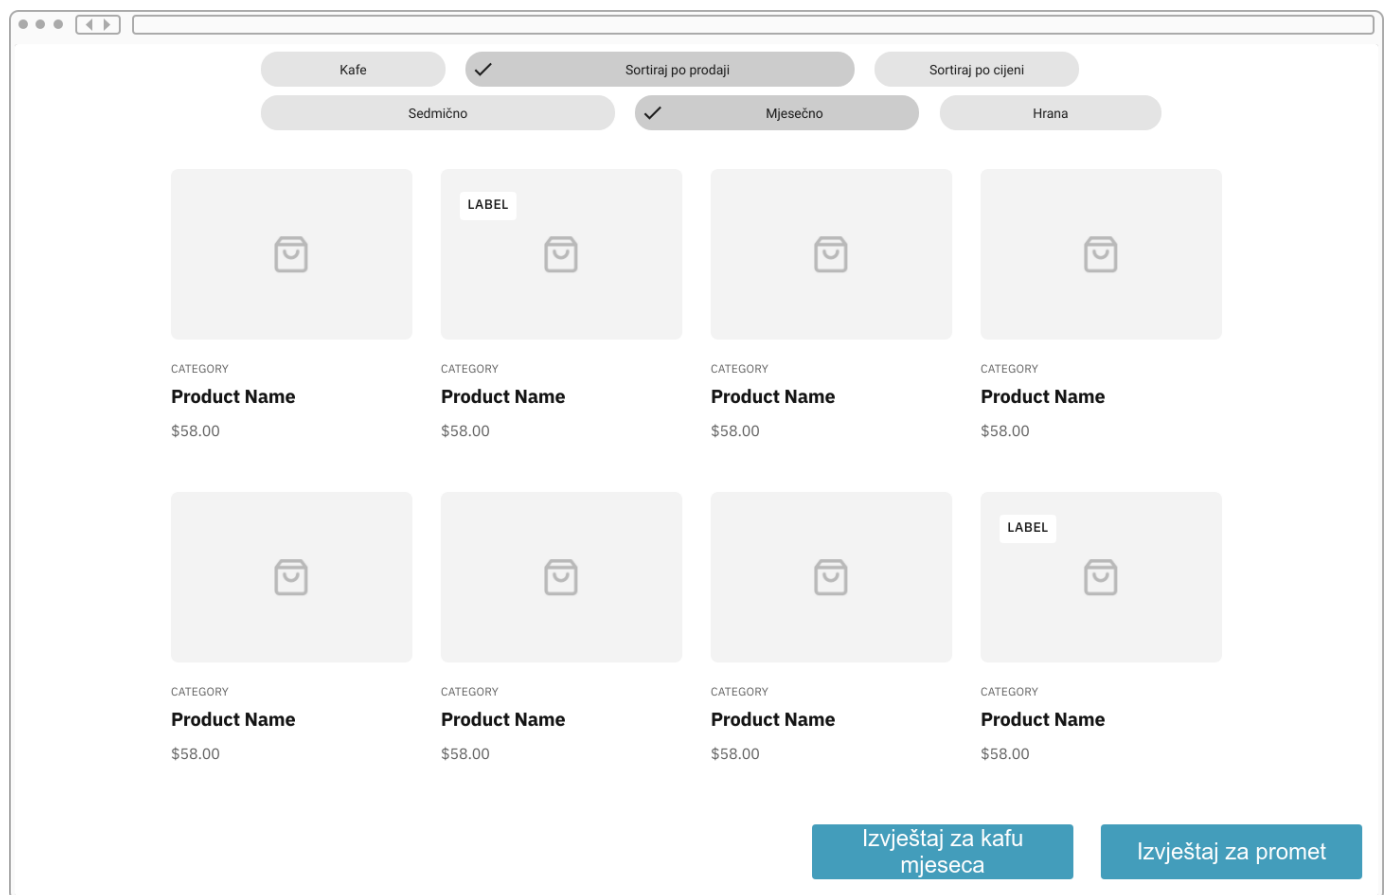 Kafe
Sortiraj po prodaji
Sortiraj po cijeni
Sedmično
Mjesečno
Hrana
LABEL
CATEGORY
Product Name
$58.00
CATEGORY
Product Name
$58.00
CATEGORY
Product Name
$58.00
CATEGORY
Product Name
$58.00
LABEL
CATEGORY
Product Name
$58.00
CATEGORY
Product Name
$58.00
CATEGORY
Product Name
$58.00
CATEGORY
Product Name
$58.00
Izvještaj za kafu
mjeseca
Izvještaj za promet